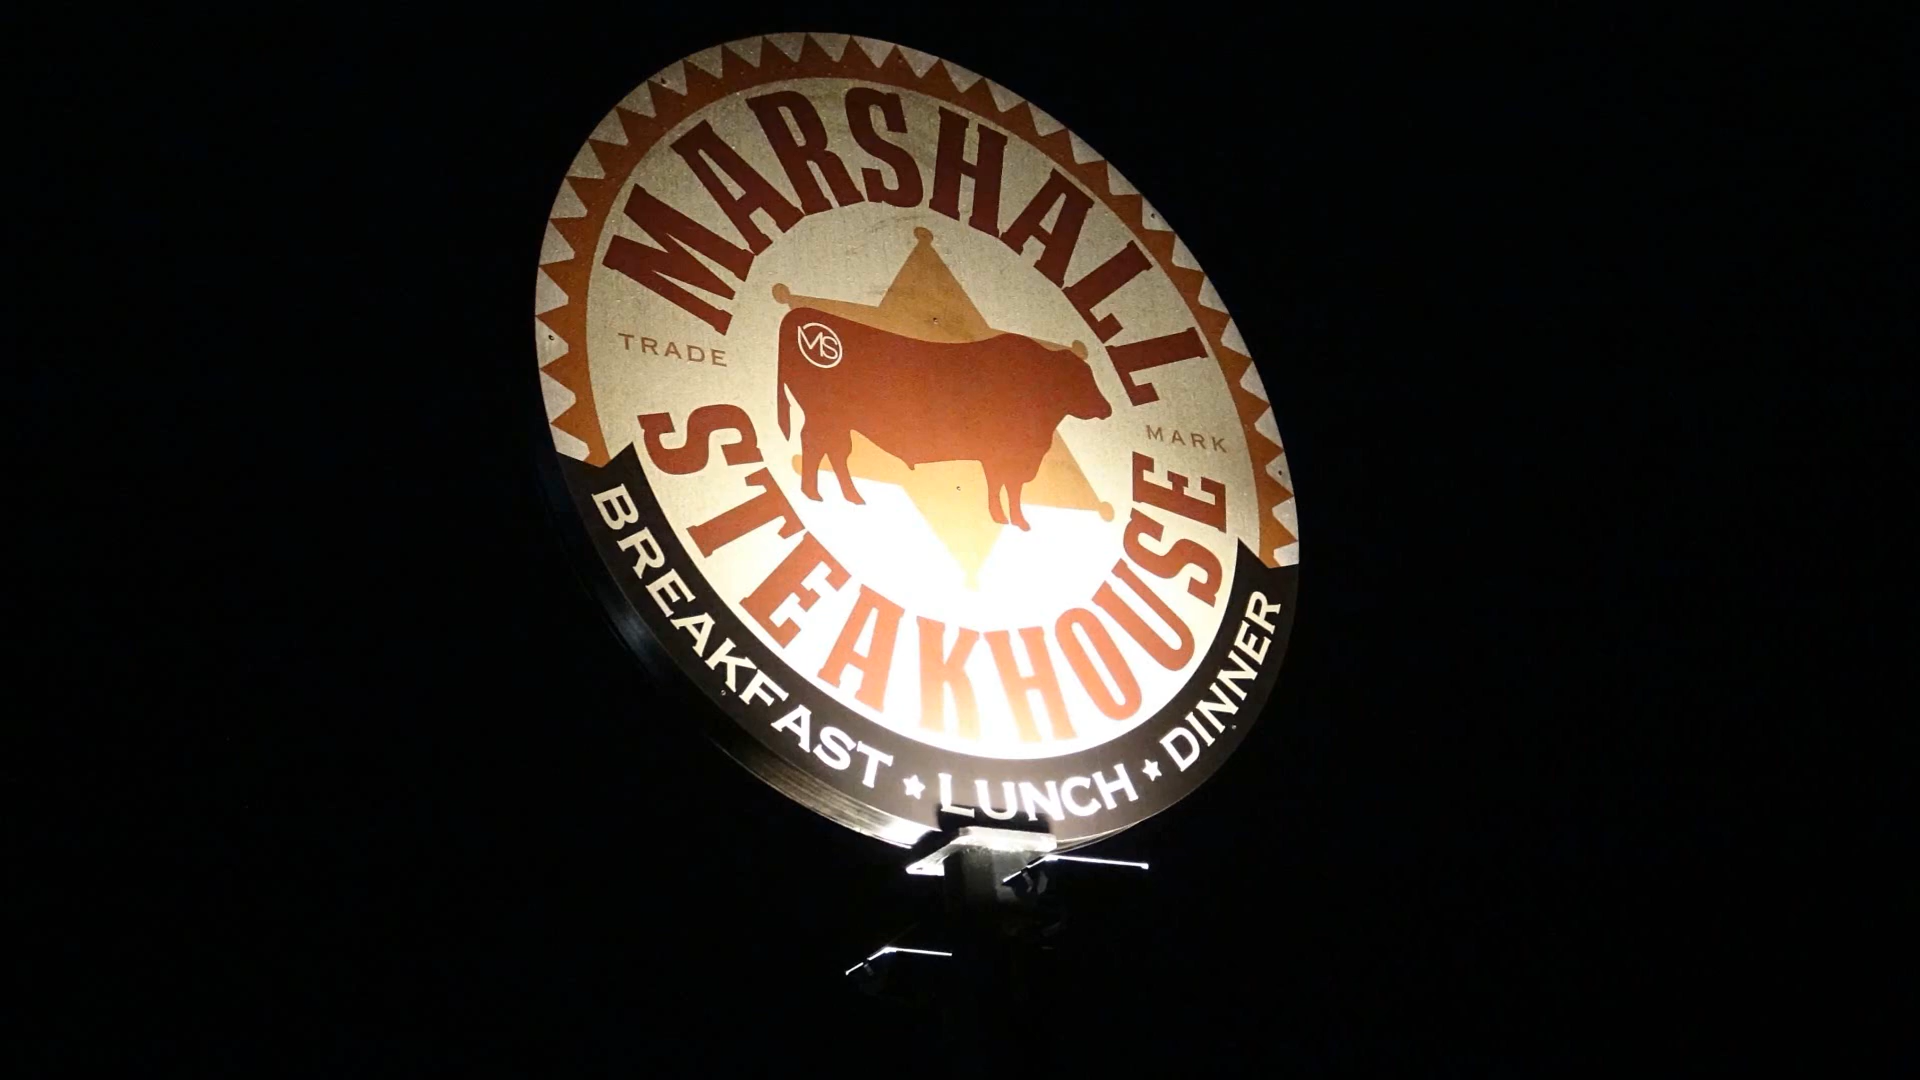 MARSHALL
TRADE MARK
MS
STEAKHOUSE
BREAKFAST ★ LUNCH ★ DINNER